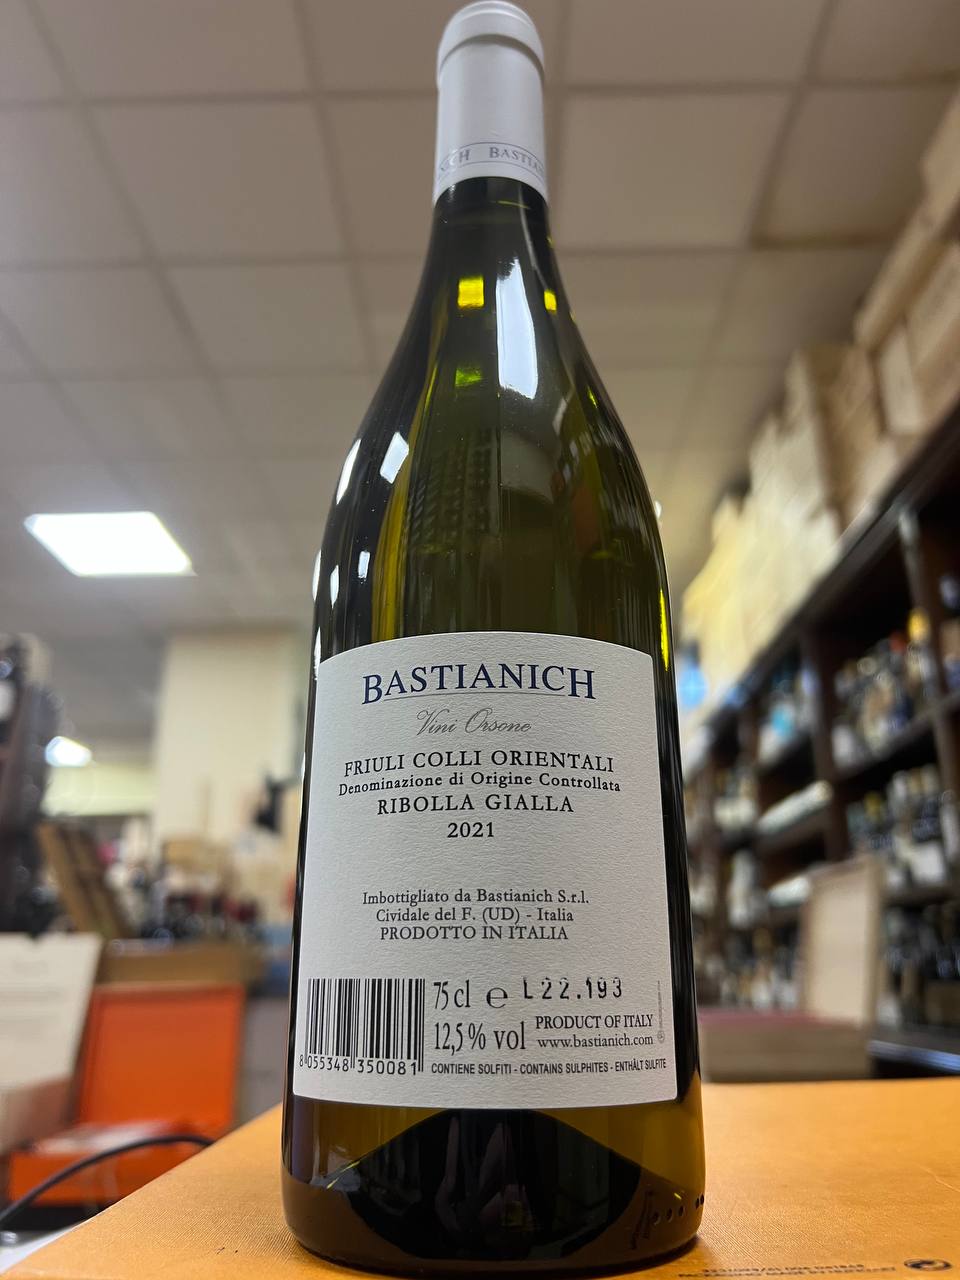 BASTIANICH
BASTIANICH
Vini Orsone
FRIULI COLLI ORIENTALI
Denominazione di Origine Controllata
RIBOLLA GIALLA
2021
Imbottigliato da Bastianich S.r.l.
Cividale del F. (UD) - Italia
PRODOTTO IN ITALIA
75 cl e L22.193
12,5% vol PRODUCT OF ITALY
www.bastianich.com
8 055348 350081
CONTIENE SOLFITI - CONTAINS SULPHITES - ENTHÄLT SULFITE